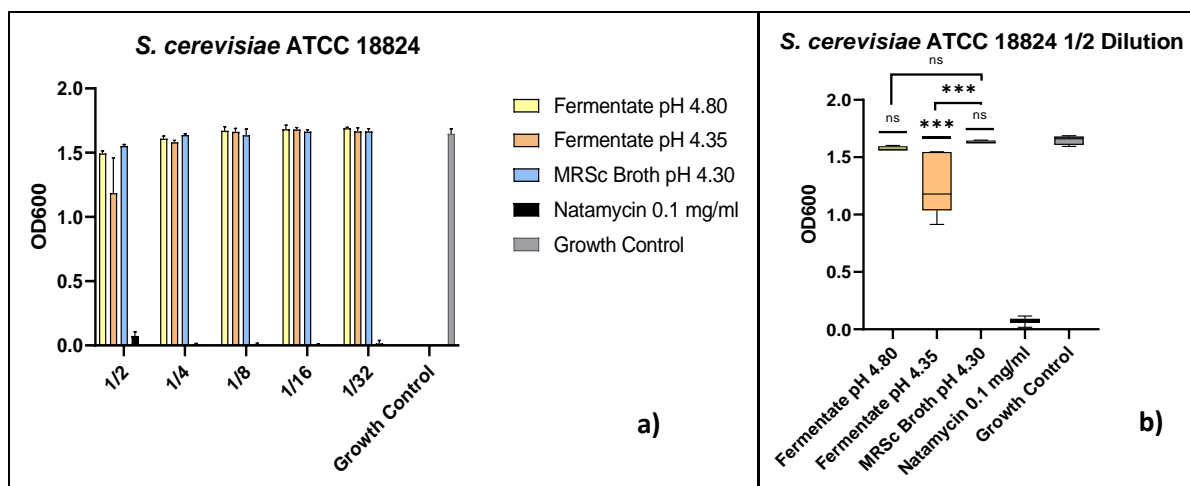 S. cerevisiae ATCC 18824
OD600
2.0
1.5
1.0
0.5
0.0
1/2
1/4
1/8
1/16
1/32
Growth Control
Fermentate pH 4.80
Fermentate pH 4.35
MRSc Broth pH 4.30
Natamycin 0.1 mg/ml
Growth Control
a)
S. cerevisiae ATCC 18824 1/2 Dilution
ns
***
ns
***
ns
OD600
2.0
1.5
1.0
0.5
0.0
Fermentate pH 4.80
Fermentate pH 4.35
MRSc Broth pH 4.30
Natamycin 0.1 mg/ml
Growth Control
b)